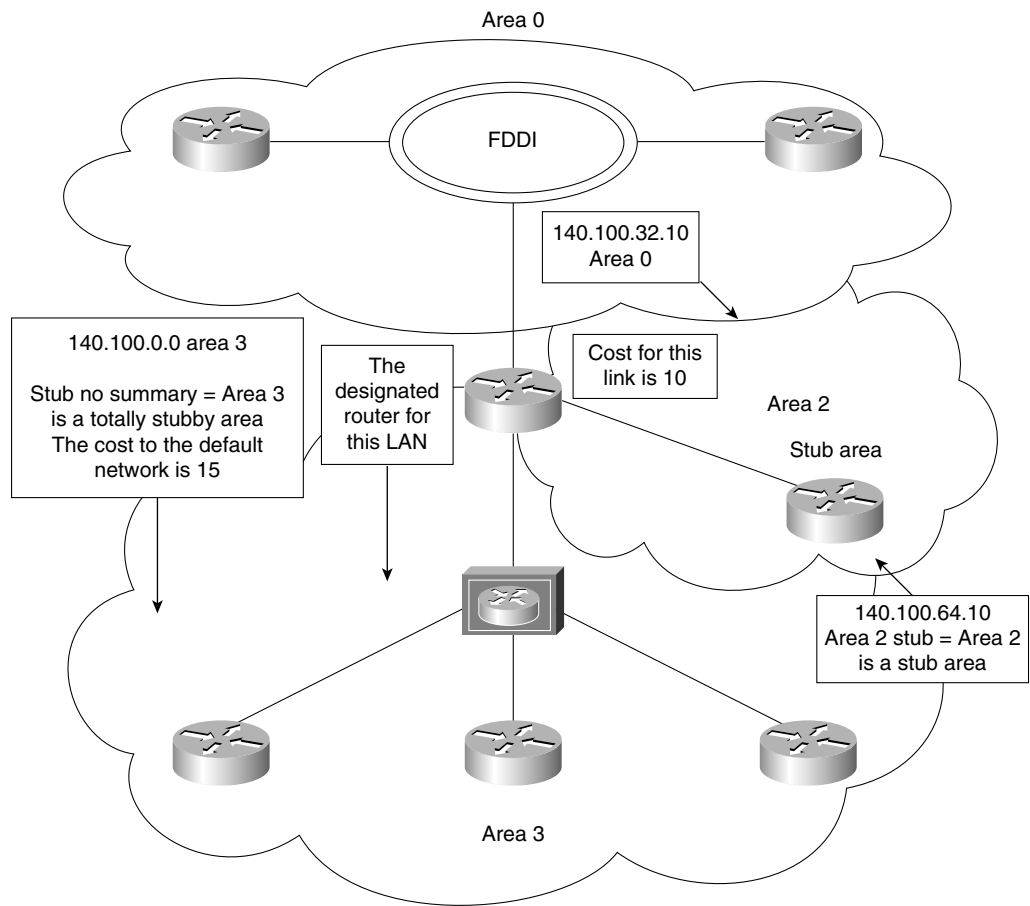 Area 0
FDDI
140.100.32.10
Area 0
140.100.0.0 area 3
Stub no summary = Area 3
is a totally stubby area
The cost to the default
network is 15
The
designated
router for
this LAN
Cost for this
link is 10
Area 2
Stub area
140.100.64.10
Area 2 stub = Area 2
is a stub area
Area 3